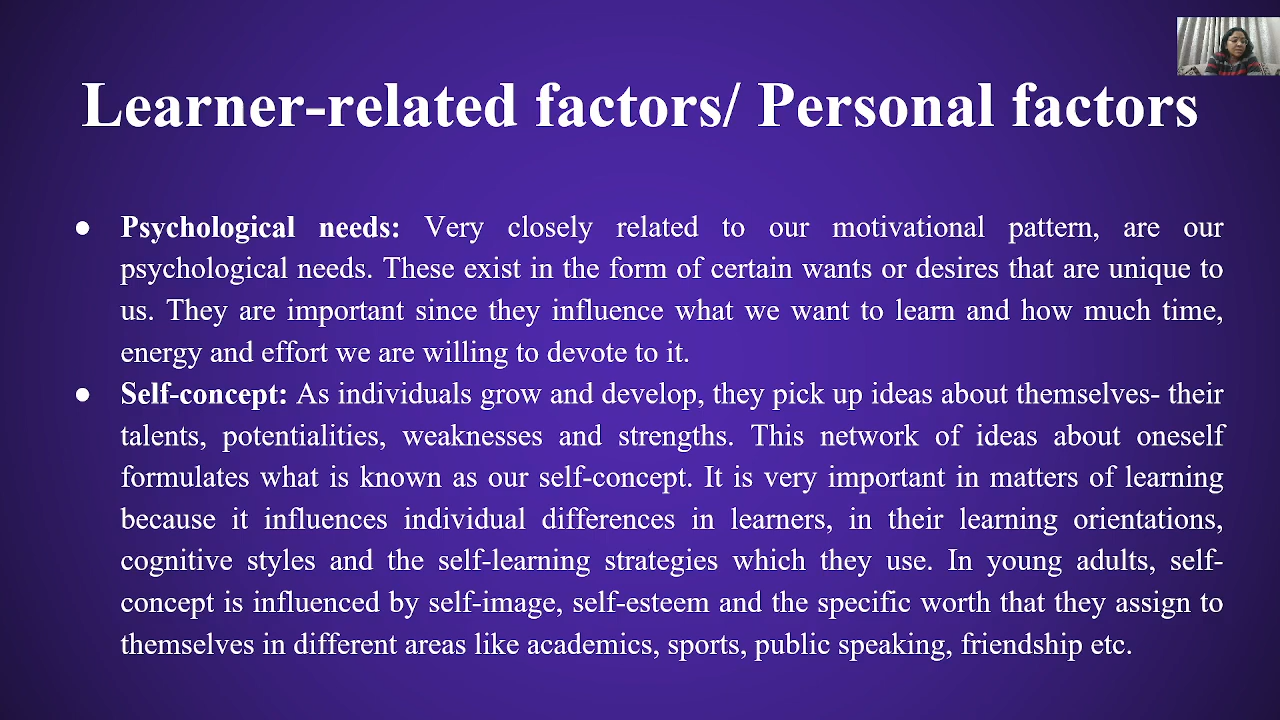 Learner-related factors/ Personal factors
● Psychological needs: Very closely related to our motivational pattern, are our
psychological needs. These exist in the form of certain wants or desires that are unique to
us. They are important since they influence what we want to learn and how much time,
energy and effort we are willing to devote to it.
● Self-concept: As individuals grow and develop, they pick up ideas about themselves- their
talents, potentialities, weaknesses and strengths. This network of ideas about oneself
formulates what is known as our self-concept. It is very important in matters of learning
because it influences individual differences in learners, in their learning orientations,
cognitive styles and the self-learning strategies which they use. In young adults, self-
concept is influenced by self-image, self-esteem and the specific worth that they assign to
themselves in different areas like academics, sports, public speaking, friendship etc.